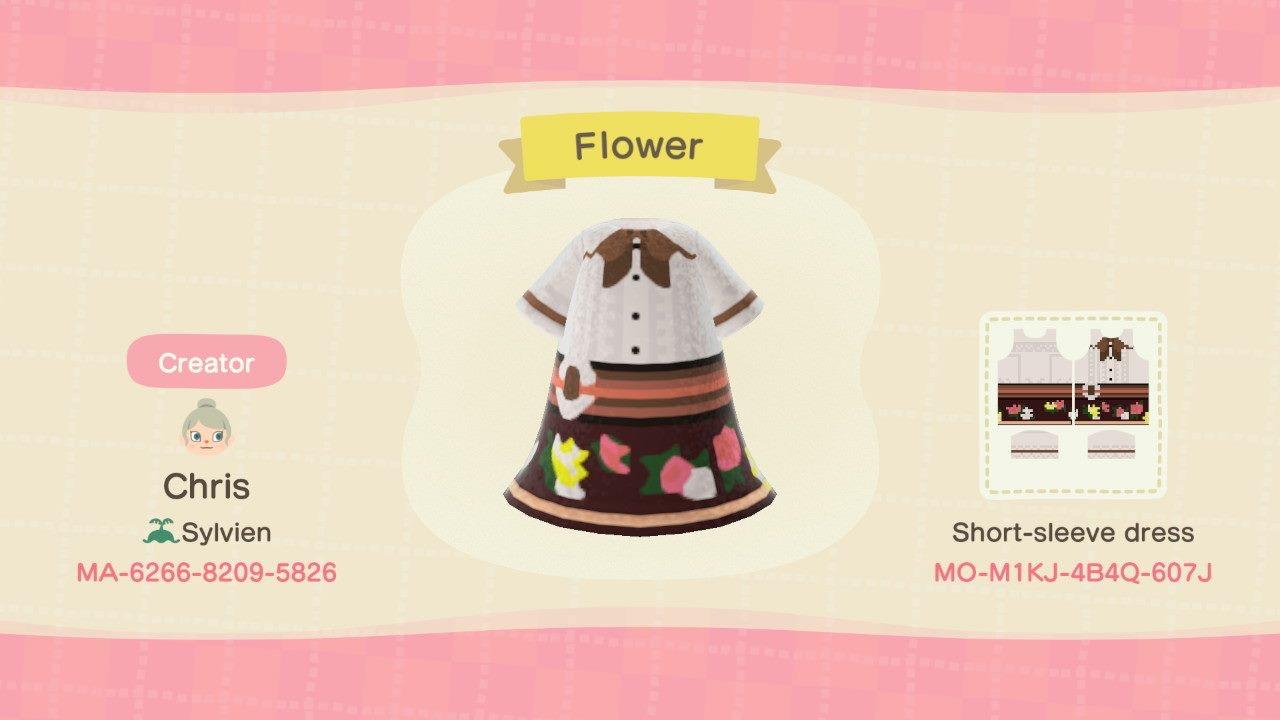 Flower
Creator
Chris
Sylvien
MA-6266-8209-5826
Short-sleeve dress
MO-M1KJ-4B4Q-607J